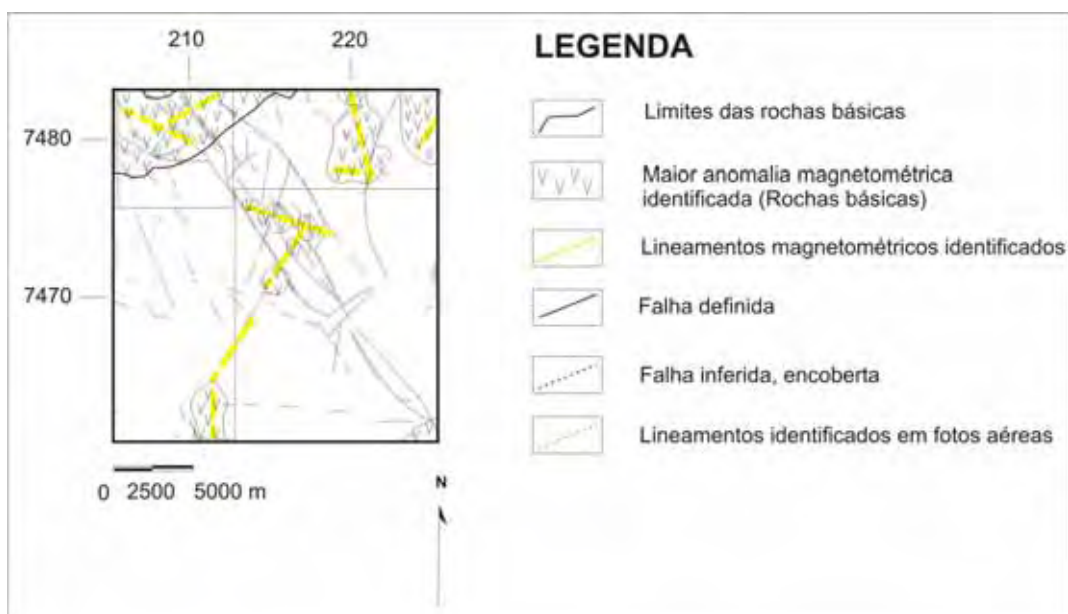 210 220
LEGENDA
7480
7470
0 2500 5000 m
N
Limites das rochas básicas
Maior anomalia magnetométrica
identificada (Rochas básicas)
Lineamentos magnetométricos identificados
Falha definida
Falha inferida, encoberta
Lineamentos identificados em fotos aéreas